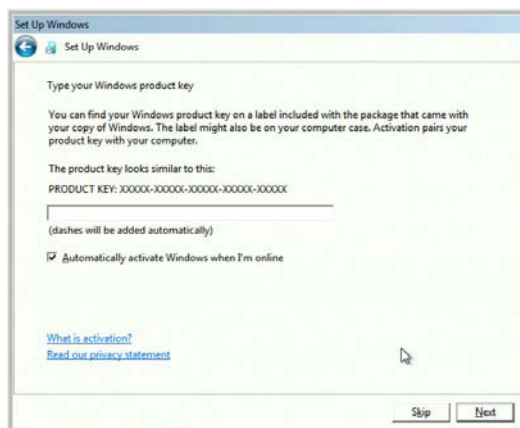 Set Up Windows
Set Up Windows
Type your Windows product key
You can find your Windows product key on a label included with the package that came with
your copy of Windows. The label might also be on your computer case. Activation pairs your
product key with your computer.
The product key looks similar to this:
PRODUCT KEY: XXXXX-XXXXX-XXXXX-XXXXX-XXXXX
(dashes will be added automatically)
Automatically activate Windows when I'm online
What is activation?
Read our privacy statement
Skip Next